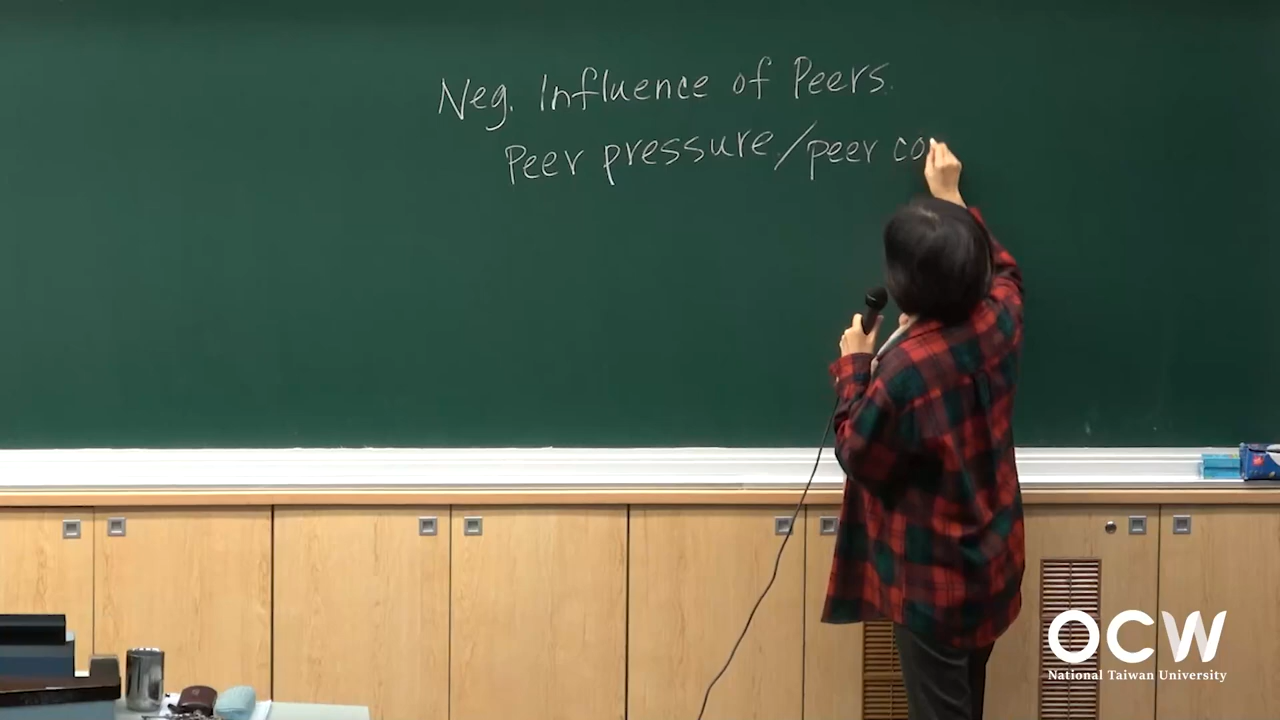 Neg. Influence of Peers.
Peer pressure/peer co
OCW
National Taiwan University